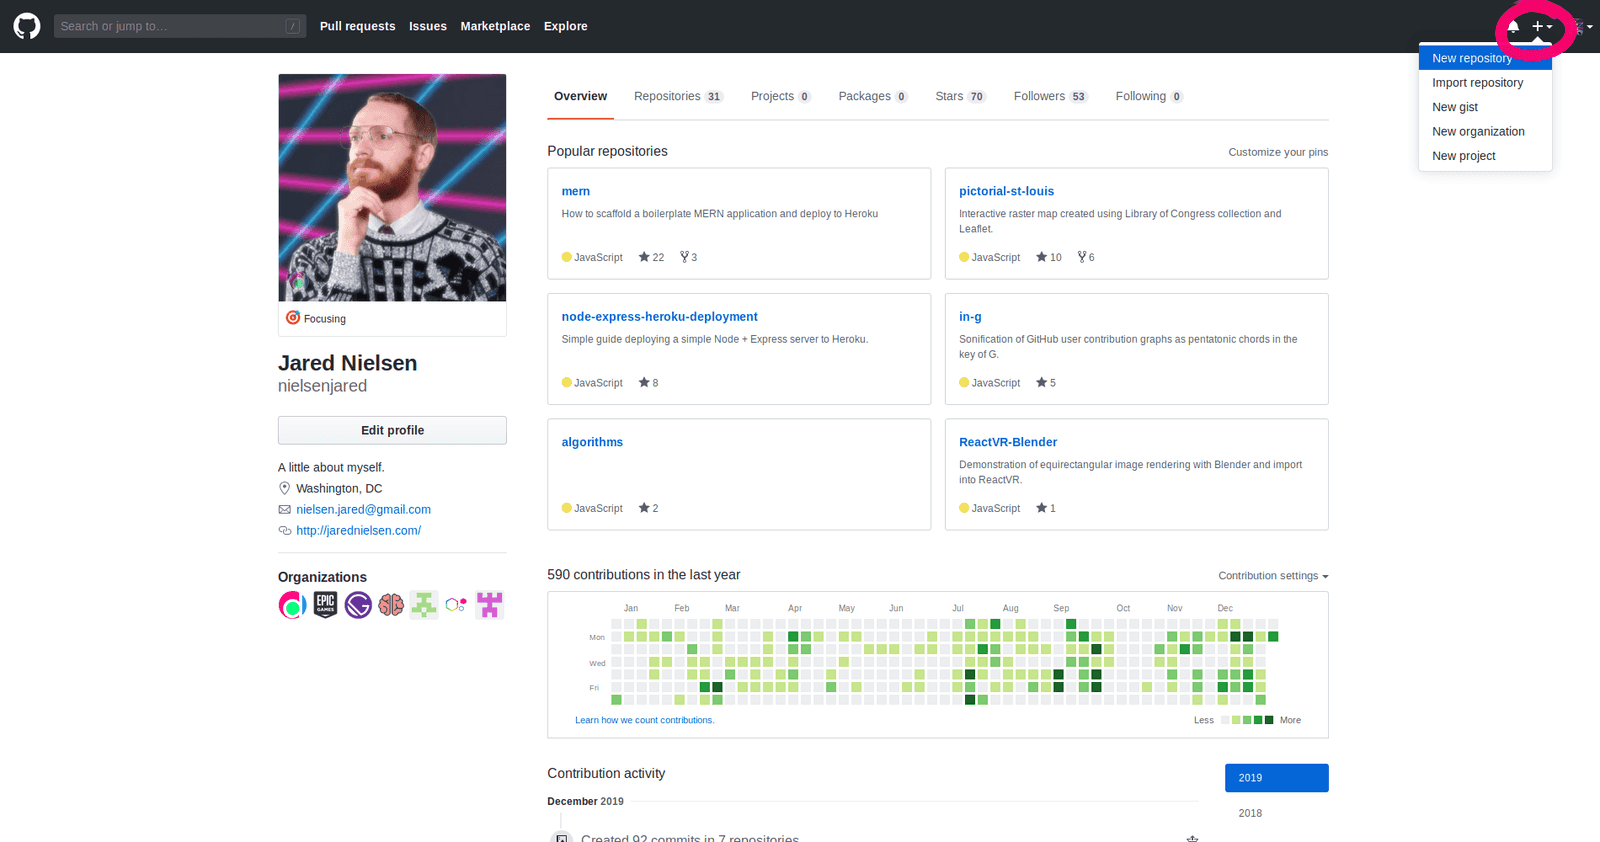 Search or jump to… /
Pull requests Issues Marketplace Explore
New repository
Import repository
New gist
New organization
New project
Overview Repositories 31 Projects 0 Packages 0 Stars 70 Followers 53 Following 0
Focusing
Jared Nielsen
nielsenjared
Edit profile
A little about myself.
Washington, DC
nielsen.jared@gmail.com
http://jarednielsen.com/
Organizations
EPIC
GAMES
Popular repositories
Customize your pins
mern
How to scaffold a boilerplate MERN application and deploy to Heroku
JavaScript 22 3
pictorial-st-louis
Interactive raster map created using Library of Congress collection and
Leaflet.
JavaScript 10 6
node-express-heroku-deployment
Simple guide deploying a simple Node + Express server to Heroku.
JavaScript 8
in-g
Sonification of GitHub user contribution graphs as pentatonic chords in the
key of G.
JavaScript 5
algorithms
JavaScript 2
ReactVR-Blender
Demonstration of equirectangular image rendering with Blender and import
into ReactVR.
JavaScript 1
590 contributions in the last year
Contribution settings
Jan Feb Mar Apr May Jun Jul Aug Sep Oct Nov Dec
Mon
Wed
Fri
Learn how we count contributions.
Less More
Contribution activity
2019
2018
December 2019
Created 92 commits in 7 repositories